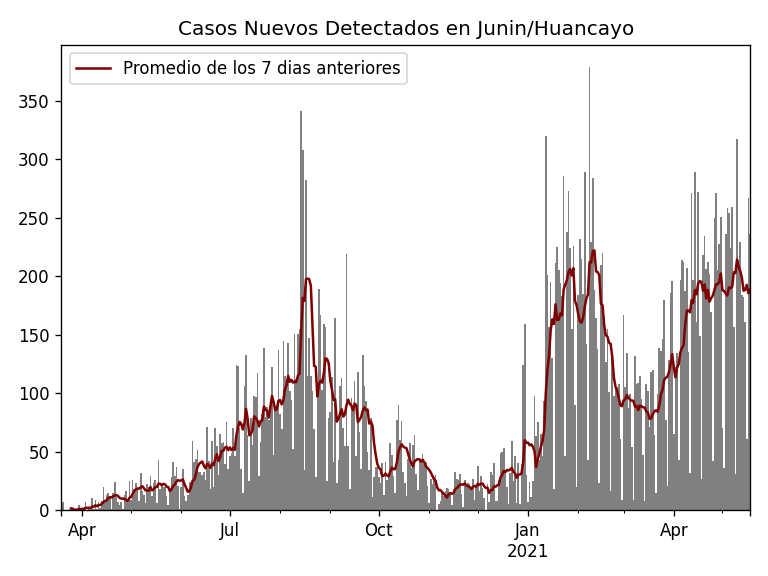 Casos Nuevos Detectados en Junin/Huancayo
Promedio de los 7 dias anteriores
350
300
250
200
150
100
50
0
Apr
Jul
Oct
Jan
Apr
2021